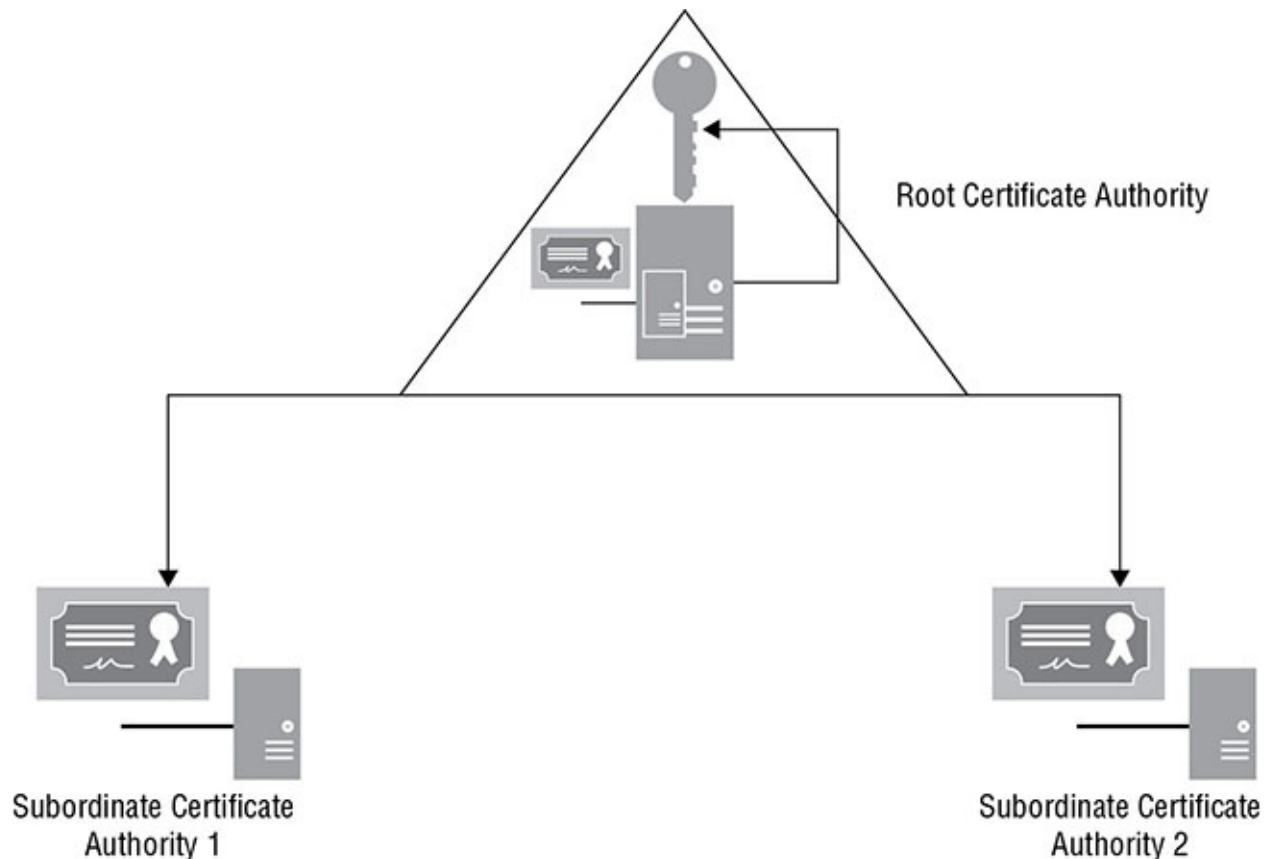 Root Certificate Authority
Subordinate Certificate
Authority 1
Subordinate Certificate
Authority 2